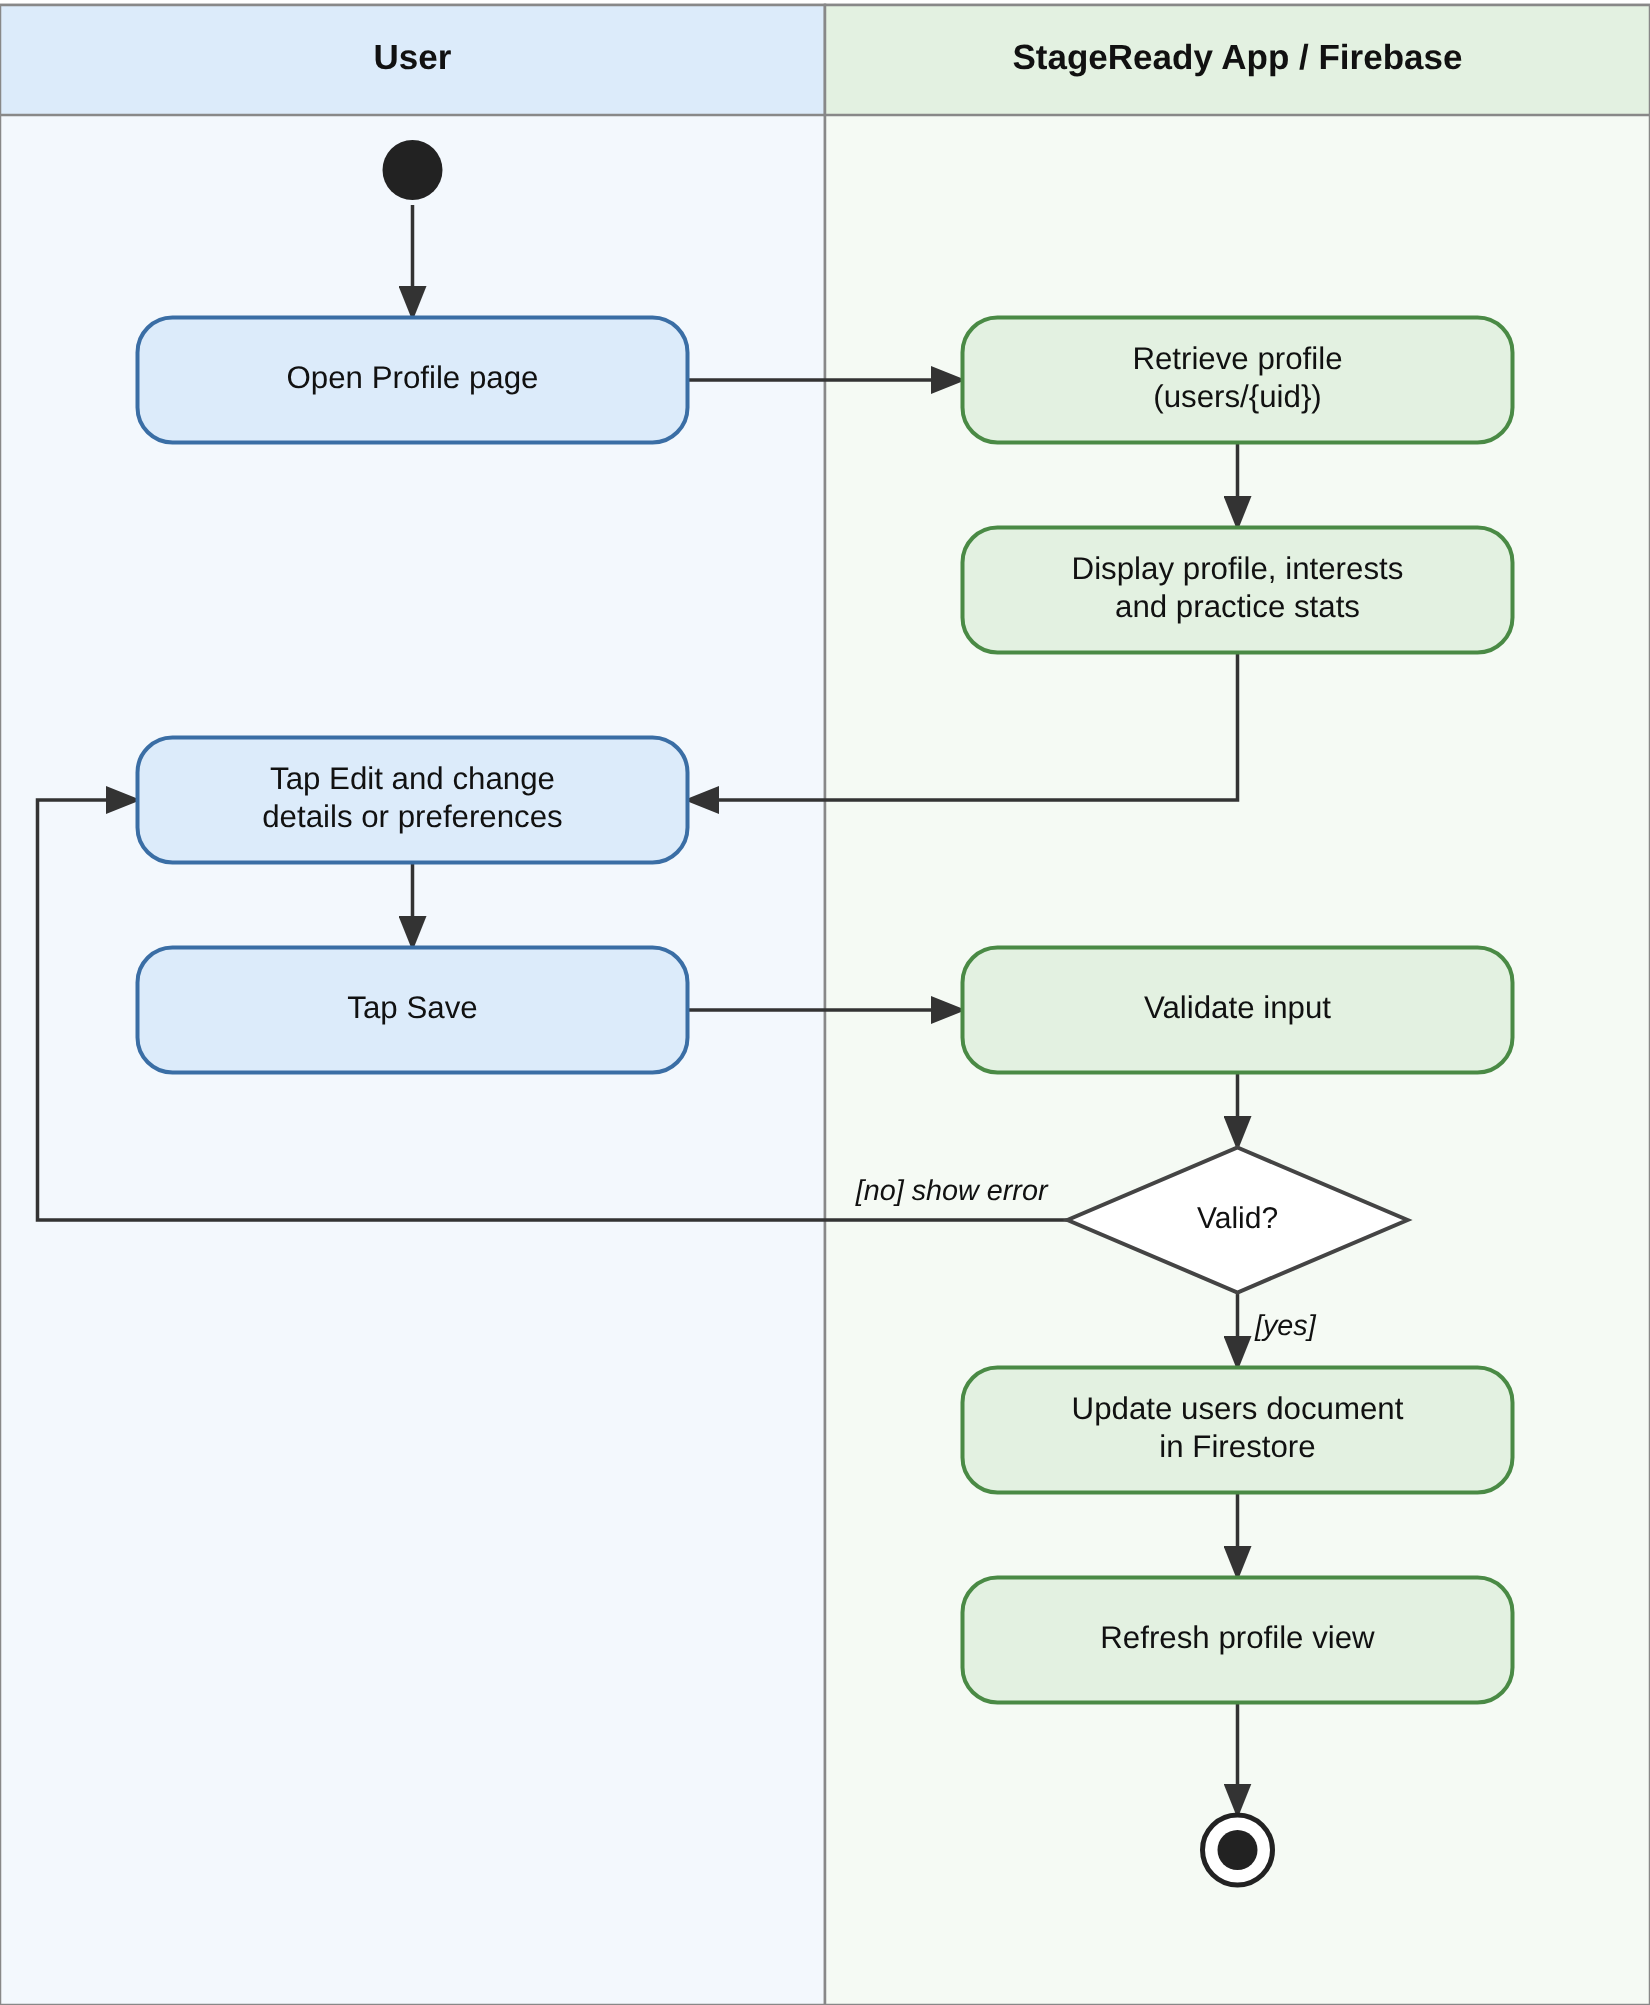 User
StageReady App / Firebase
Open Profile page
Retrieve profile
(users/{uid})
Display profile, interests
and practice stats
Tap Edit and change
details or preferences
Tap Save
Validate input
[no] show error
Valid?
[yes]
Update users document
in Firestore
Refresh profile view